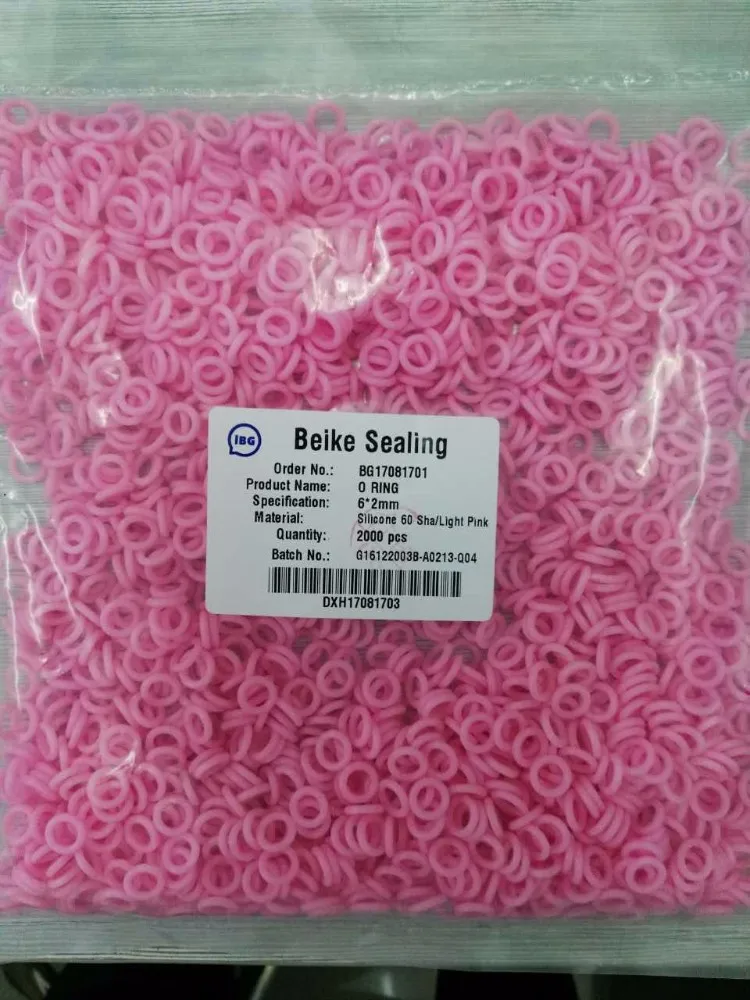 IBG
Beike Sealing
Order No.: BG17081701
Product Name: O RING
Specification: 6*2mm
Material: Silicone 60 Sha/Light Pink
Quantity: 2000 pcs
Batch No.: G16122003B-A0213-Q04
DXH17081703